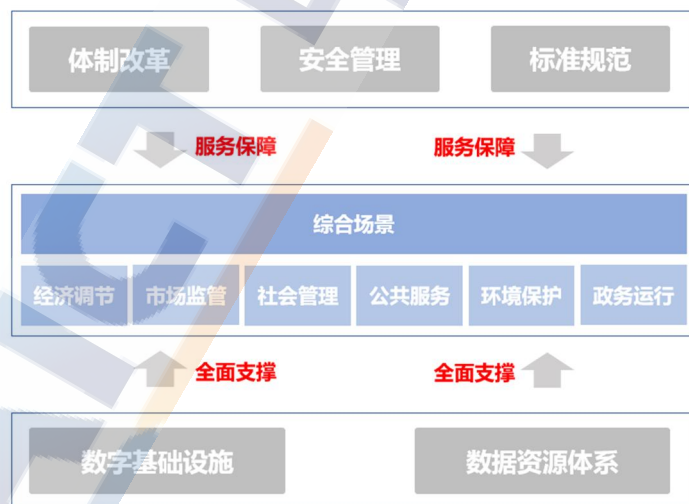 体制改革 安全管理 标准规范
服务保障 服务保障
综合场景
经济调节 市场监管 社会管理 公共服务 环境保护 政务运行
全面支撑 全面支撑
数字基础设施 数据资源体系